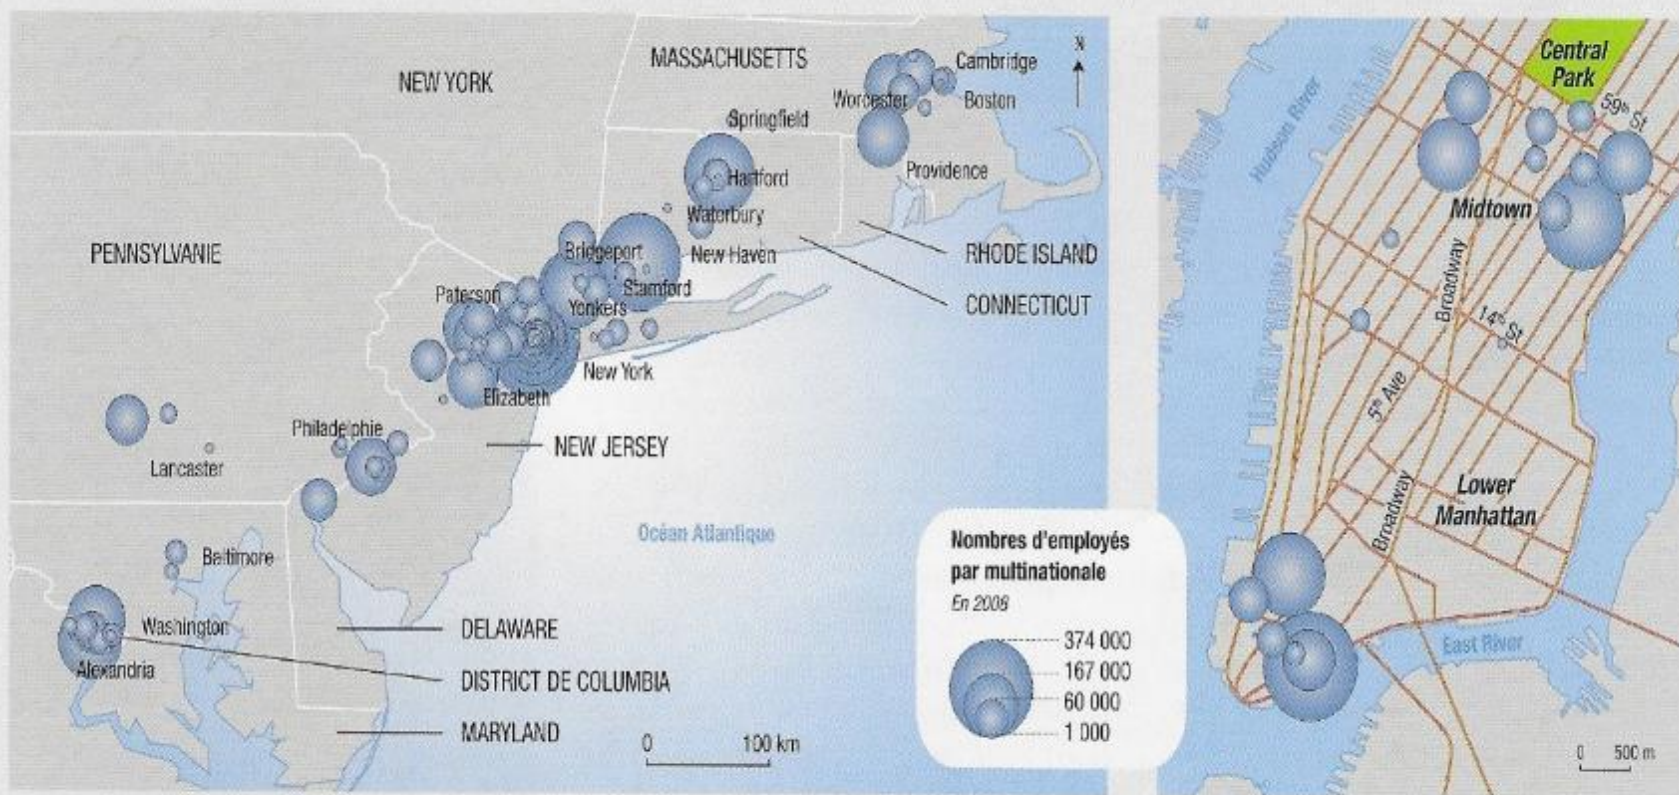 NEW YORK
MASSACHUSETTS
N
Cambridge
Worcester
Boston
Springfield
Hartford
Providence
Waterbury
PENNSYLVANIE
Bridgeport
New Haven
RHODE ISLAND
Paterson
Stamford
Yonkers
CONNECTICUT
New York
Elizabeth
Philadelphie
NEW JERSEY
Lancaster
Océan Atlantique
Baltimore
Washington
DELAWARE
Alexandria
DISTRICT DE COLUMBIA
MARYLAND
0 100 km
Nombres d'employés
par multinationale
En 2008
374 000
167 000
60 000
1 000
Central
Park
59th St
Hudson River
Midtown
Broadway
14th St
5th Ave
Lower
Manhattan
Broadway
East River
0 500 m